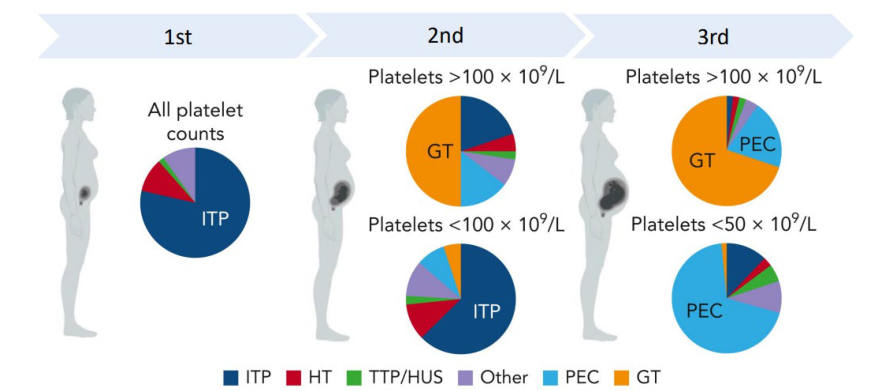 1st
2nd
3rd
All platelet
counts
ITP
Platelets >100 × 10⁹/L
GT
Platelets <100 × 10⁹/L
ITP
Platelets >100 × 10⁹/L
GT
PEC
Platelets <50 × 10⁹/L
PEC
ITP HT TTP/HUS Other PEC GT